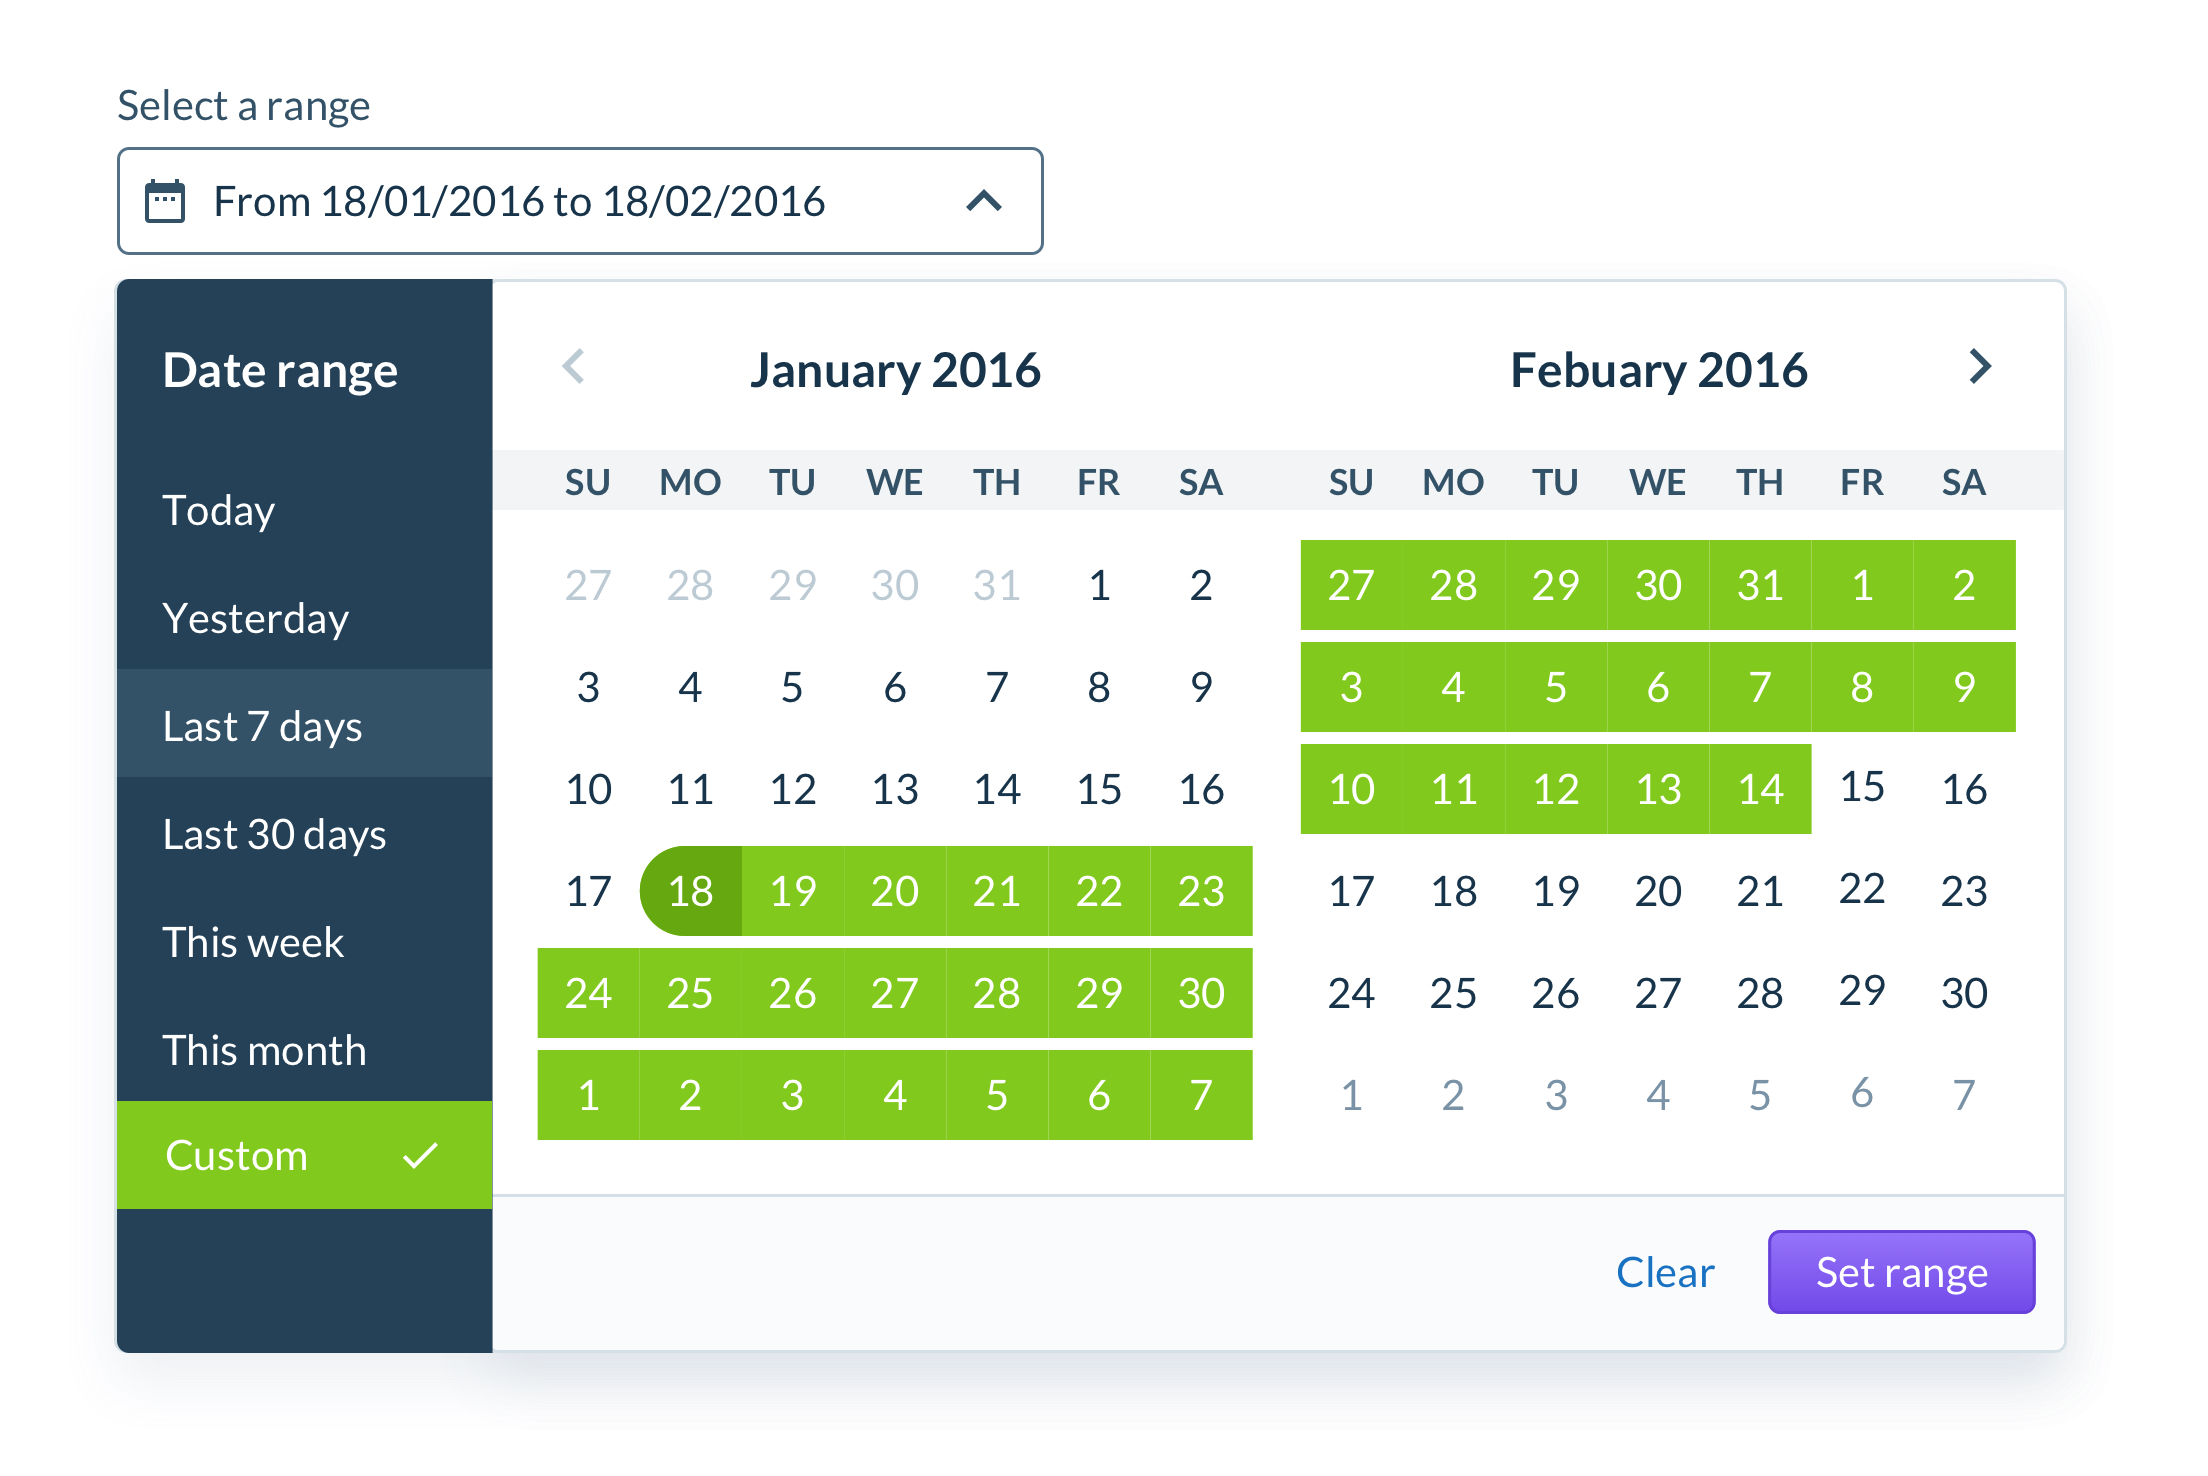 Select a range
From 18/01/2016 to 18/02/2016
Date range
Today
Yesterday
Last 7 days
Last 30 days
This week
This month
Custom
January 2016
SU MO TU WE TH FR SA
27 28 29 30 31 1 2
3 4 5 6 7 8 9
10 11 12 13 14 15 16
17 18 19 20 21 22 23
24 25 26 27 28 29 30
1 2 3 4 5 6 7
Febuary 2016
SU MO TU WE TH FR SA
27 28 29 30 31 1 2
3 4 5 6 7 8 9
10 11 12 13 14 15 16
17 18 19 20 21 22 23
24 25 26 27 28 29 30
1 2 3 4 5 6 7
Clear
Set range